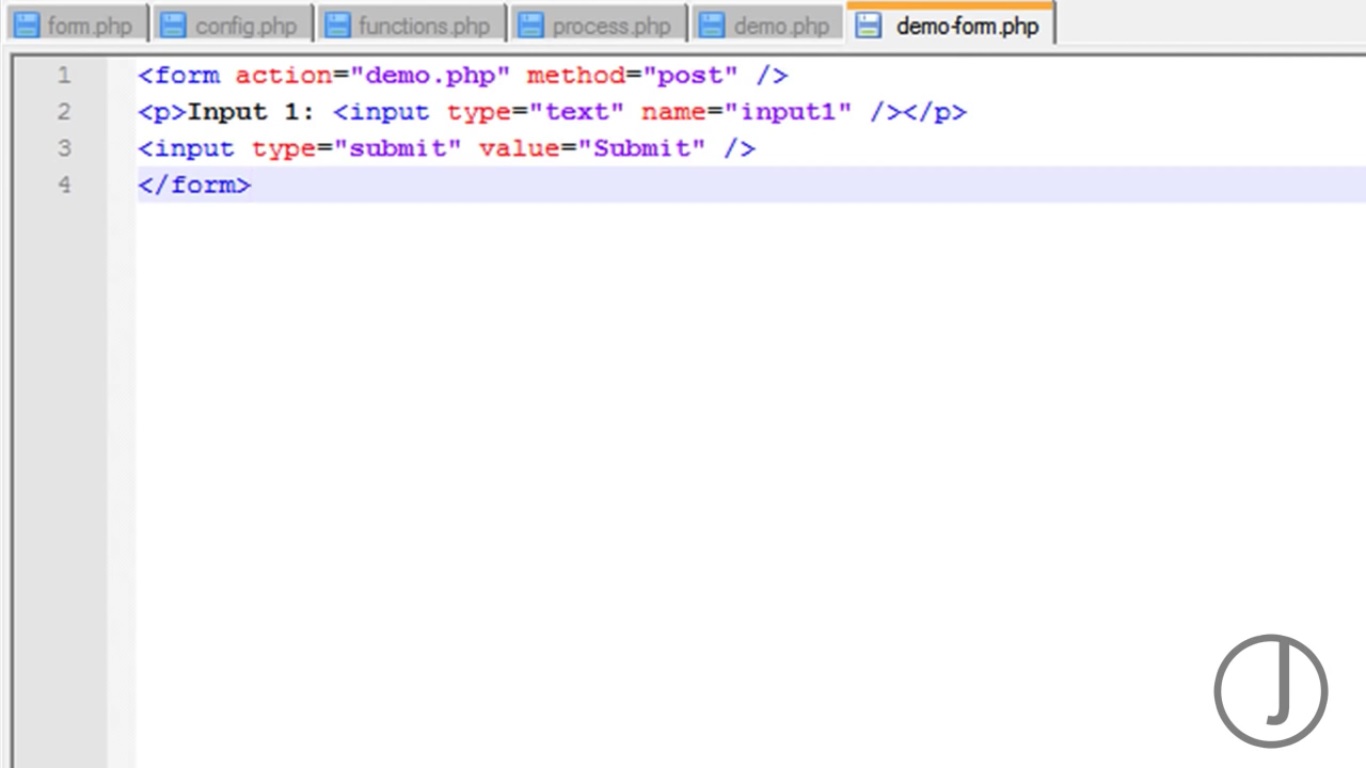 form.php config.php functions.php process.php demo.php demo-form.php
1 <form action="demo.php" method="post" />
2 <p>Input 1: <input type="text" name="input1" /></p>
3 <input type="submit" value="Submit" />
4 </form>
J